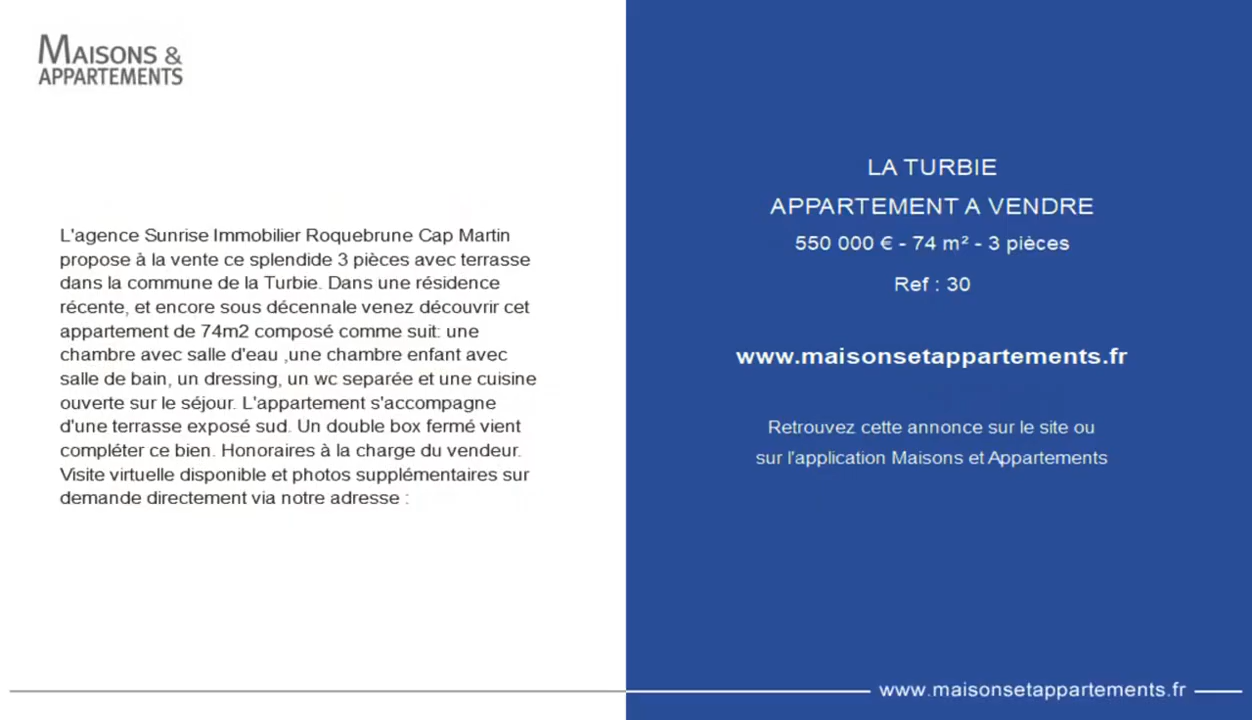 MAISONS &
APPARTEMENTS
L'agence Sunrise Immobilier Roquebrune Cap Martin
propose à la vente ce splendide 3 pièces avec terrasse
dans la commune de la Turbie. Dans une résidence
récente, et encore sous décennale venez découvrir cet
appartement de 74m2 composé comme suit: une
chambre avec salle d'eau ,une chambre enfant avec
salle de bain, un dressing, un wc separée et une cuisine
ouverte sur le séjour. L'appartement s'accompagne
d'une terrasse exposé sud. Un double box fermé vient
compléter ce bien. Honoraires à la charge du vendeur.
Visite virtuelle disponible et photos supplémentaires sur
demande directement via notre adresse :
LA TURBIE
APPARTEMENT A VENDRE
550 000 € - 74 m² - 3 pièces
Ref : 30
www.maisonsetappartements.fr
Retrouvez cette annonce sur le site ou
sur l'application Maisons et Appartements
www.maisonsetappartements.fr